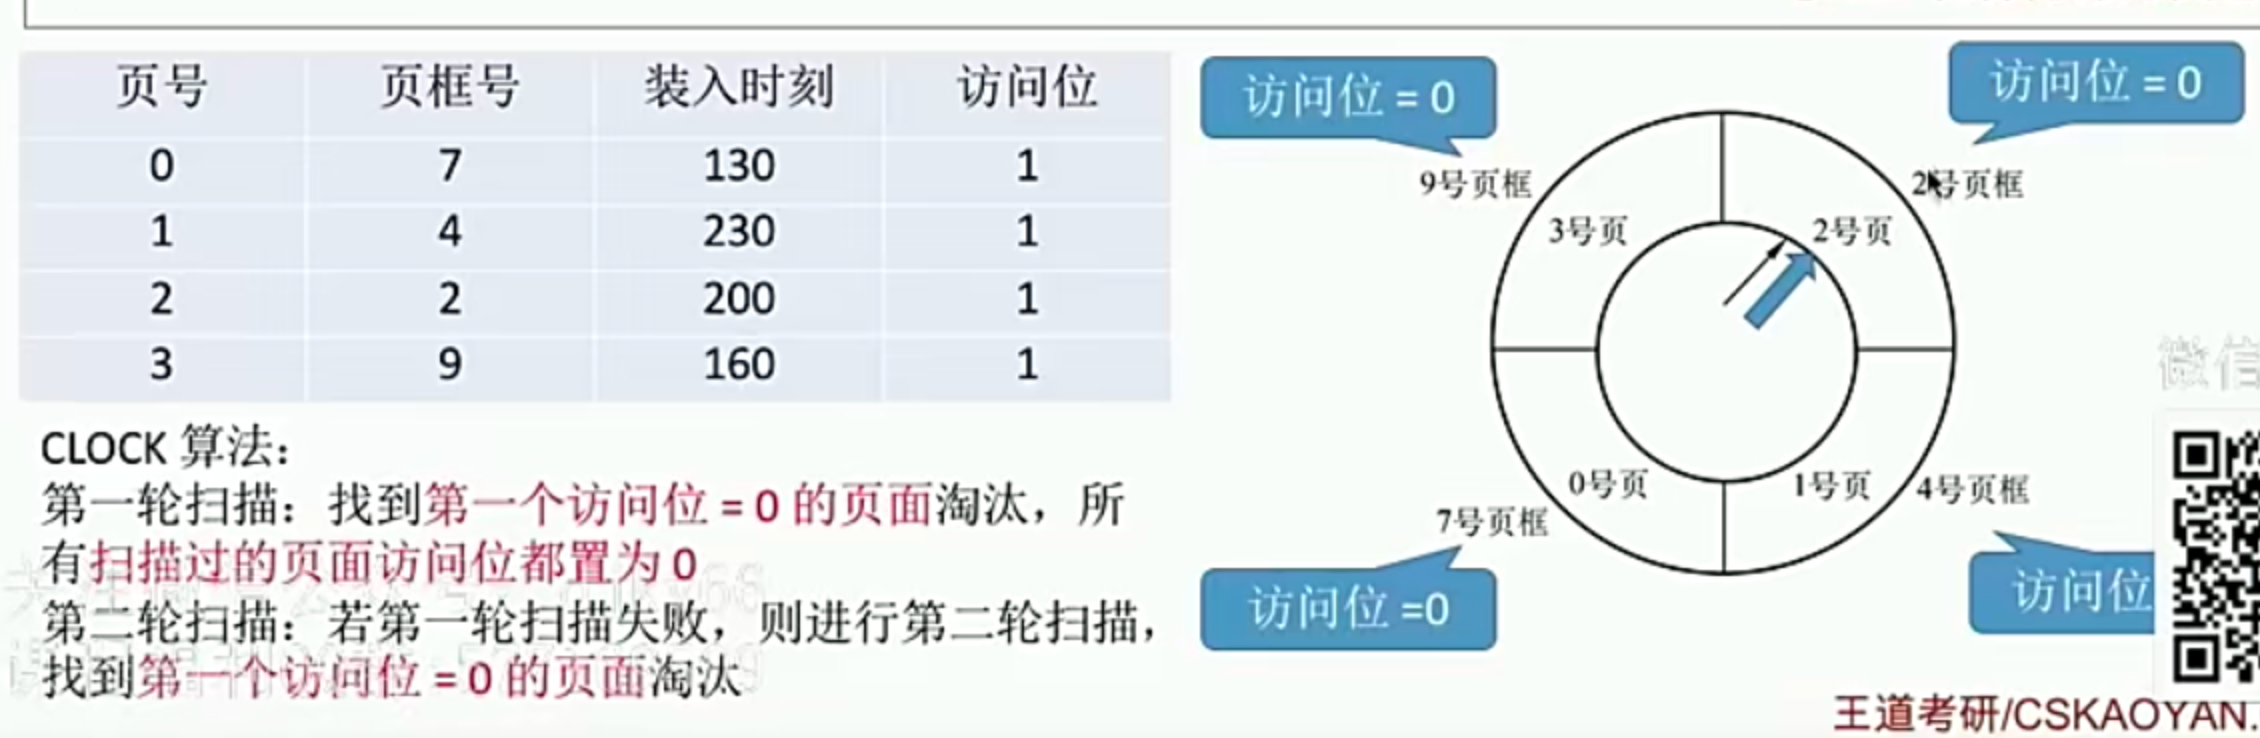 页号 页框号 装入时刻 访问位
0 7 130 1
1 4 230 1
2 2 200 1
3 9 160 1
CLOCK 算法：
第一轮扫描：找到第一个访问位 = 0 的页面淘汰，所
有扫描过的页面访问位都置为 0
第二轮扫描：若第一轮扫描失败，则进行第二轮扫描，
找到第一个访问位 = 0 的页面淘汰
访问位 = 0
访问位 = 0
9号页框
2号页框
3号页
2号页
0号页
1号页
7号页框
4号页框
访问位 =0
访问位
微信
王道考研/CSKAOYAN.